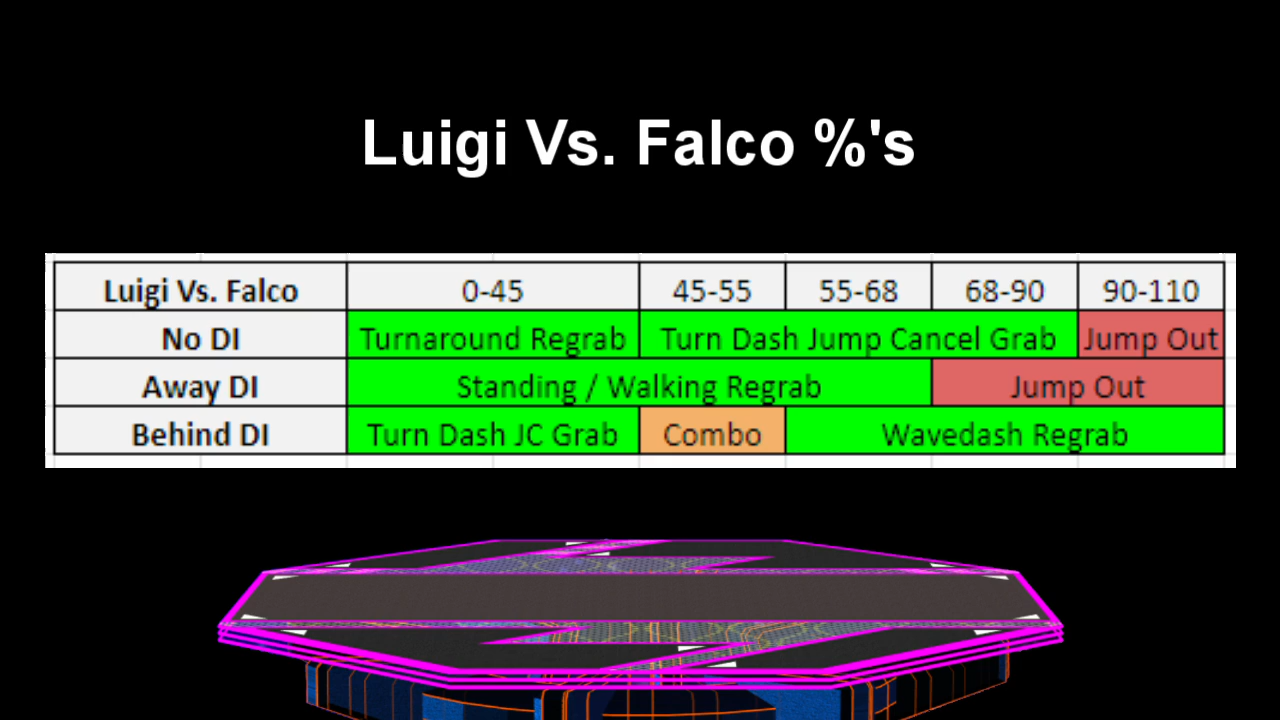 Luigi Vs. Falco %'s
Luigi Vs. Falco 0-45 45-55 55-68 68-90 90-110
No DI Turnaround Regrab Turn Dash Jump Cancel Grab Jump Out
Away DI Standing / Walking Regrab Jump Out
Behind DI Turn Dash JC Grab Combo Wavedash Regrab